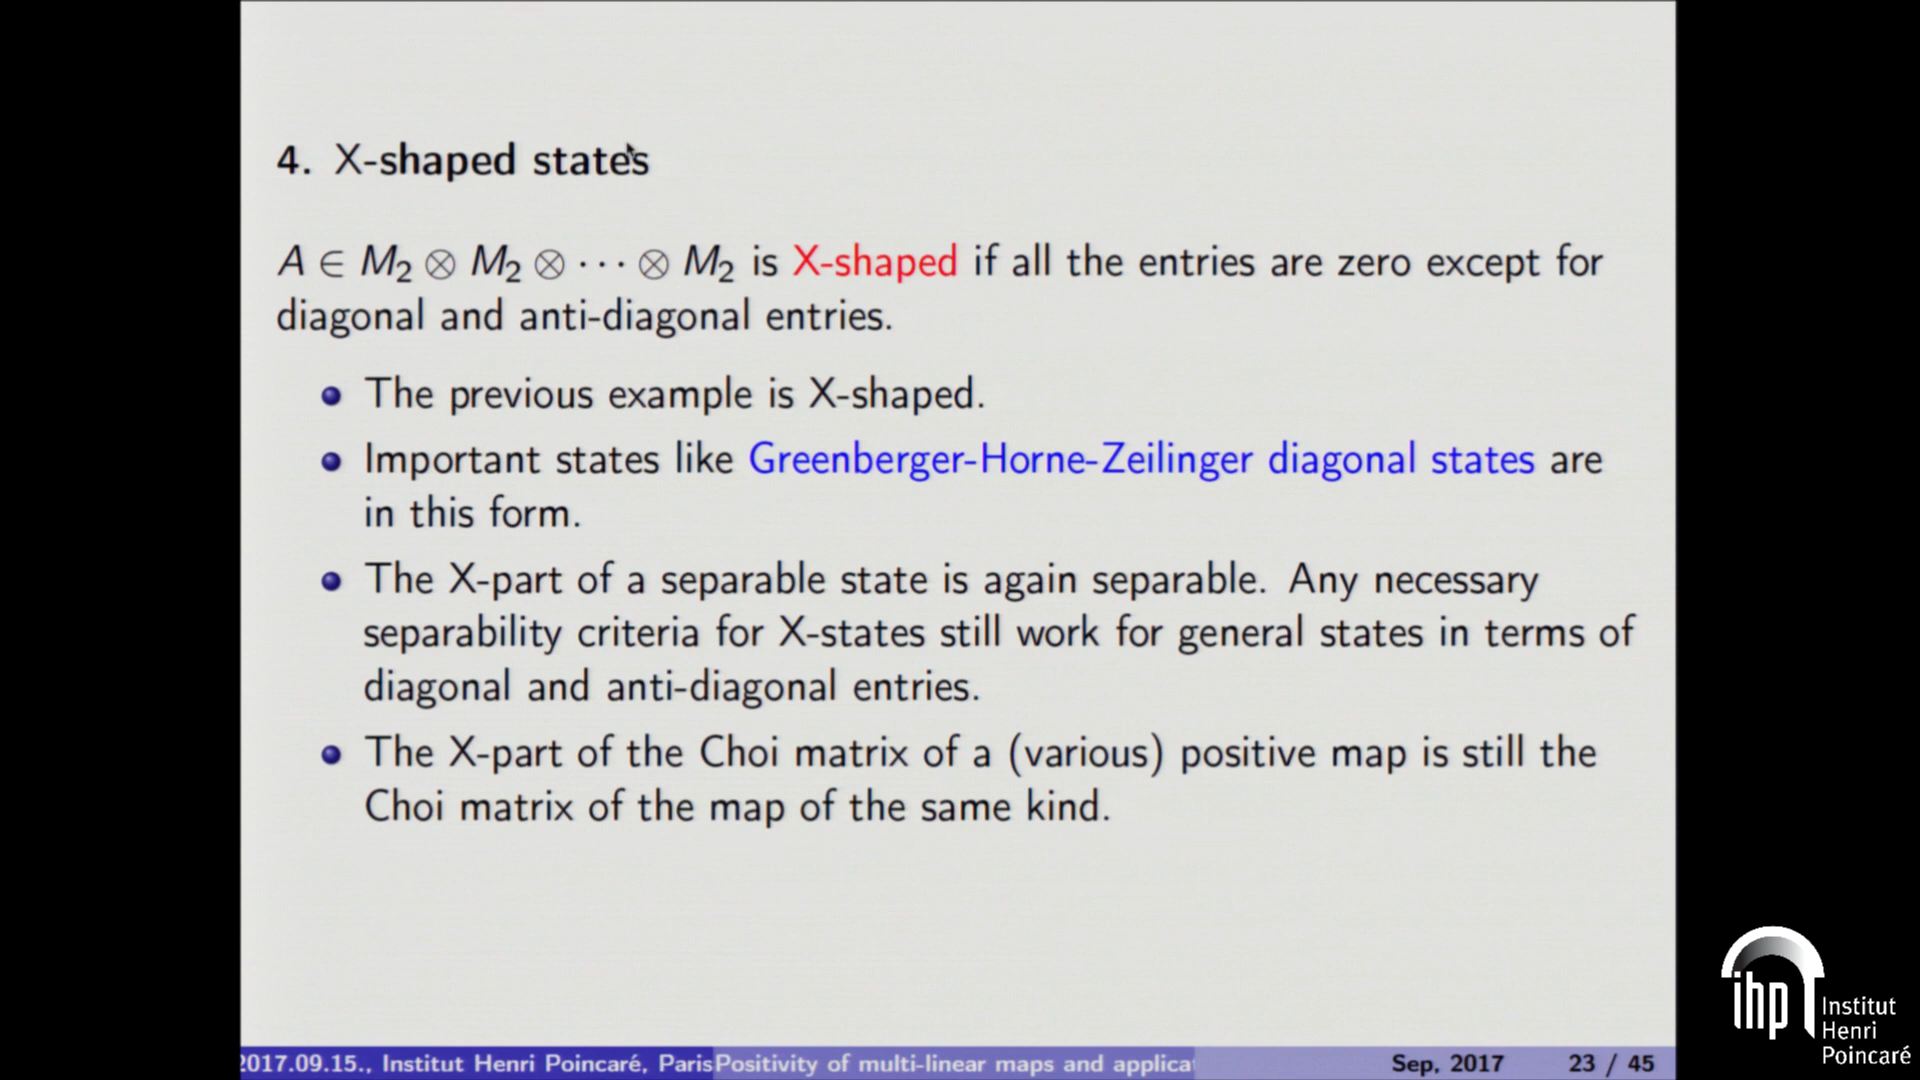 4. X-shaped states
A ∈ M₂ ⊗ M₂ ⊗ ⋯ ⊗ M₂ is X-shaped if all the entries are zero except for
diagonal and anti-diagonal entries.
• The previous example is X-shaped.
• Important states like Greenberger-Horne-Zeilinger diagonal states are
in this form.
• The X-part of a separable state is again separable. Any necessary
separability criteria for X-states still work for general states in terms of
diagonal and anti-diagonal entries.
• The X-part of the Choi matrix of a (various) positive map is still the
Choi matrix of the map of the same kind.
2017.09.15., Institut Henri Poincaré, Paris Positivity of multi-linear maps and applica Sep, 2017 23 / 45
ihp Institut
Henri
Poincaré